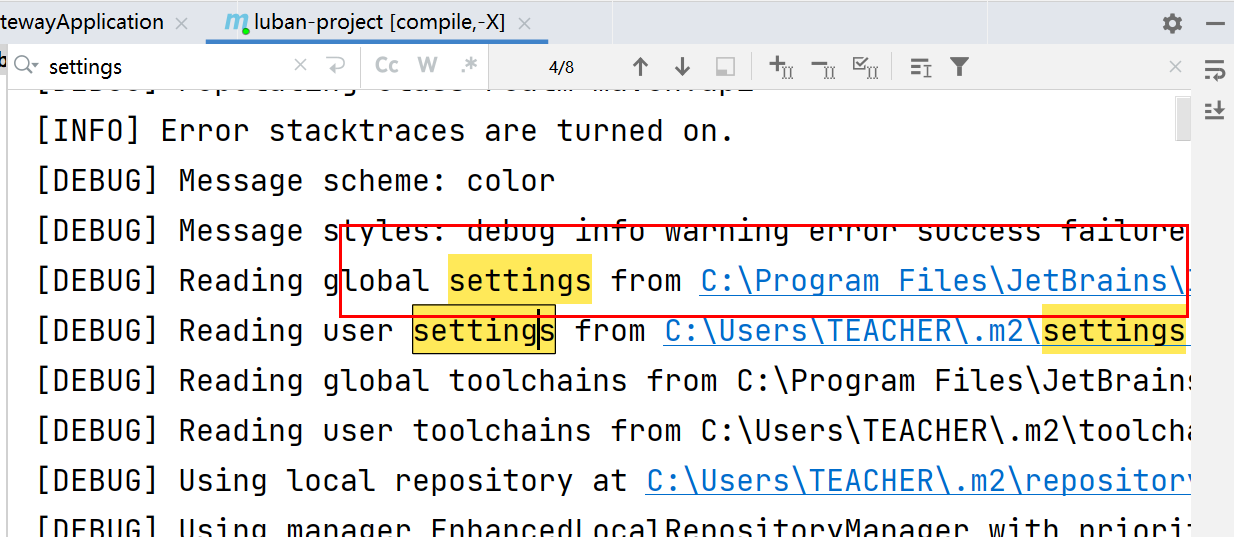 tewayApplication
m luban-project [compile,-X]
settings
Cc W .* 4/8
[INFO] Error stacktraces are turned on.
[DEBUG] Message scheme: color
[DEBUG] Message styles: debug info warning error success failure
[DEBUG] Reading global settings from C:\Program Files\JetBrains\
[DEBUG] Reading user settings from C:\Users\TEACHER\.m2\settings
[DEBUG] Reading global toolchains from C:\Program Files\JetBrains
[DEBUG] Reading user toolchains from C:\Users\TEACHER\.m2\toolcha
[DEBUG] Using local repository at C:\Users\TEACHER\.m2\repository
[DEBUG] Using manager EnhancedLocalRepositoryManager with priorit